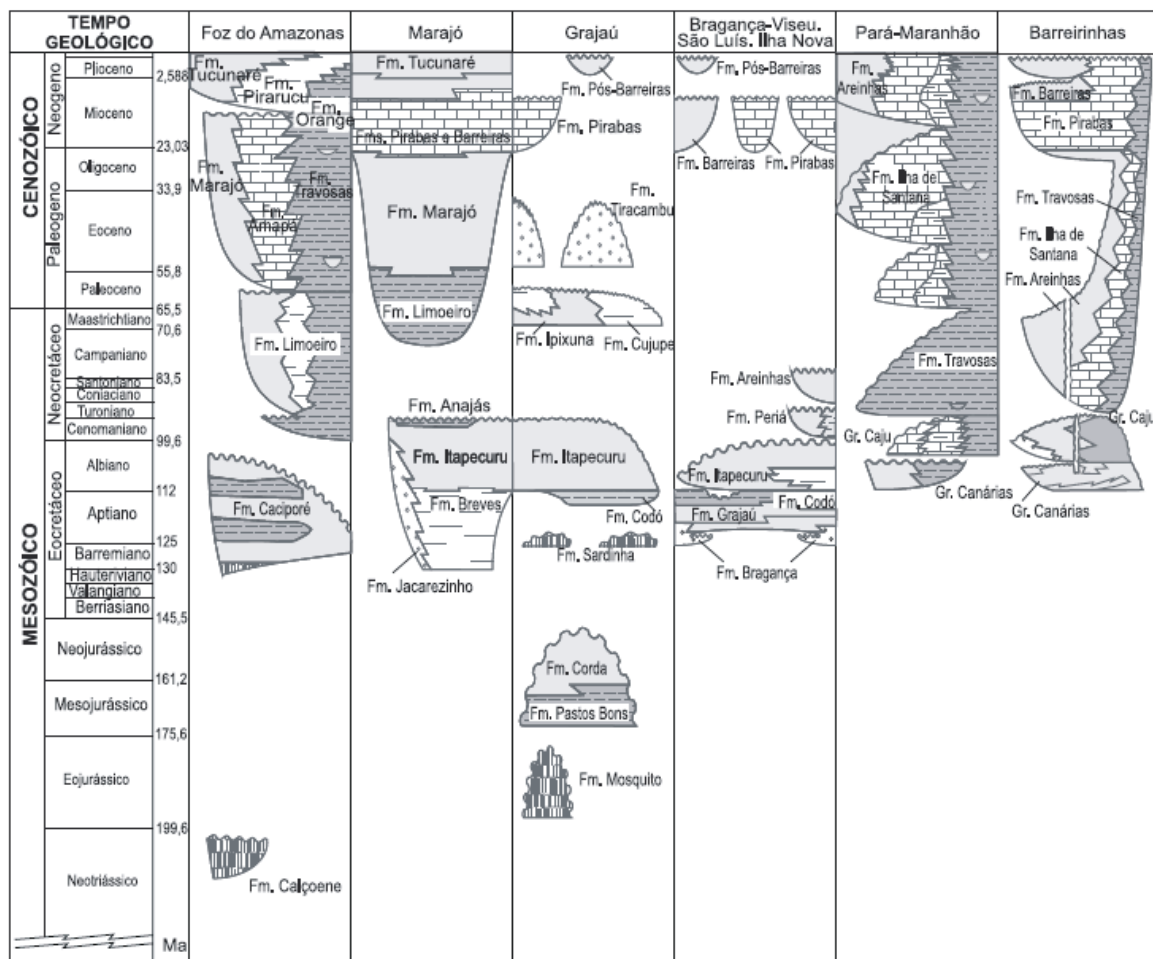 TEMPO
GEOLÓGICO
Foz do Amazonas
Marajó
Grajaú
Bragança-Viseu.
São Luís. Ilha Nova
Pará-Maranhão
Barreirinhas
CENOZÓICO
Neogeno
Paleogeno
Plioceno
2,588
Mioceno
23,03
Oligoceno
33,9
Eoceno
55,8
Paleoceno
65,5
MESOZÓICO
Neocretáceo
Eocretáceo
Maastrichtiano
70,6
Campaniano
83,5
Santoniano
Coniaciano
Turoniano
Cenomaniano
99,6
Albiano
112
Aptiano
125
Barremiano
130
Hauteriviano
Valangiano
Berriasiano
145,5
Neojurássico
161,2
Mesojurássico
175,6
Eojurássico
199,6
Neotriássico
Ma
Fm.
Tucunaré
Fm.
Pirarucu
Fm.
Orange
Fm.
Marajó
Fm.
Amapá
Fm.
Travosas
Fm. Limoeiro
Fm. Caciporé
Fm. Calçoene
Fm. Tucunaré
Fms. Pirabas e Barreiras
Fm. Marajó
Fm. Limoeiro
Fm. Anajás
Fm. Itapecuru
Fm. Breves
Fm. Jacarezinho
Fm. Pós-Barreiras
Fm. Pirabas
Fm.
Tiracambu
Fm. Ipixuna
Fm. Cujupe
Fm. Itapecuru
Fm. Codó
Fm. Sardinha
Fm. Corda
Fm. Pastos Bons
Fm. Mosquito
Fm. Pós-Barreiras
Fm. Barreiras
Fm. Pirabas
Fm. Areinhas
Fm. Periá
Fm. Itapecuru
Fm. Codó
Fm. Grajaú
Fm. Bragança
Fm.
Areinhas
Fm. Ilha de
Santana
Fm. Travosas
Gr. Caju
Gr. Canárias
Fm. Barreiras
Fm. Pirabas
Fm. Travosas
Fm. Ilha de
Santana
Fm. Areinhas
Gr. Caju
Gr. Canárias